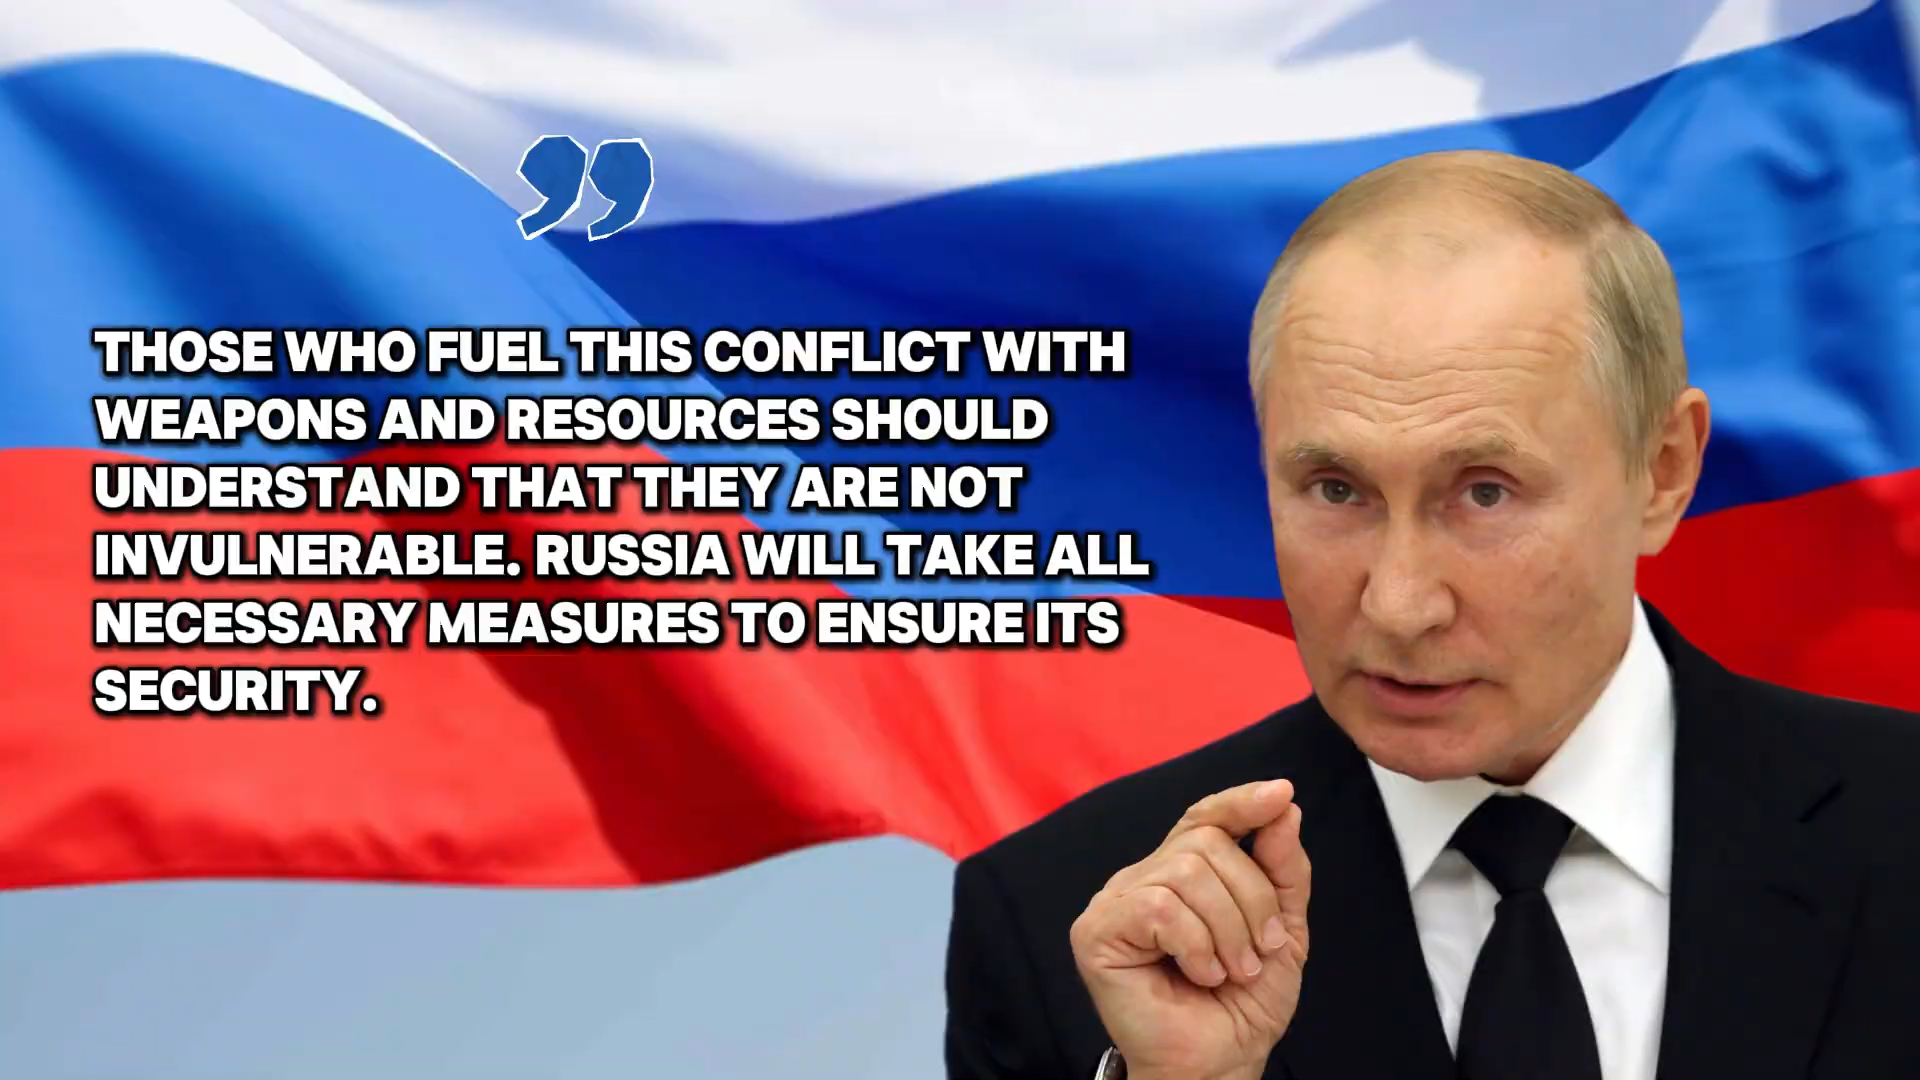 ”
THOSE WHO FUEL THIS CONFLICT WITH
WEAPONS AND RESOURCES SHOULD
UNDERSTAND THAT THEY ARE NOT
INVULNERABLE. RUSSIA WILL TAKE ALL
NECESSARY MEASURES TO ENSURE ITS
SECURITY.